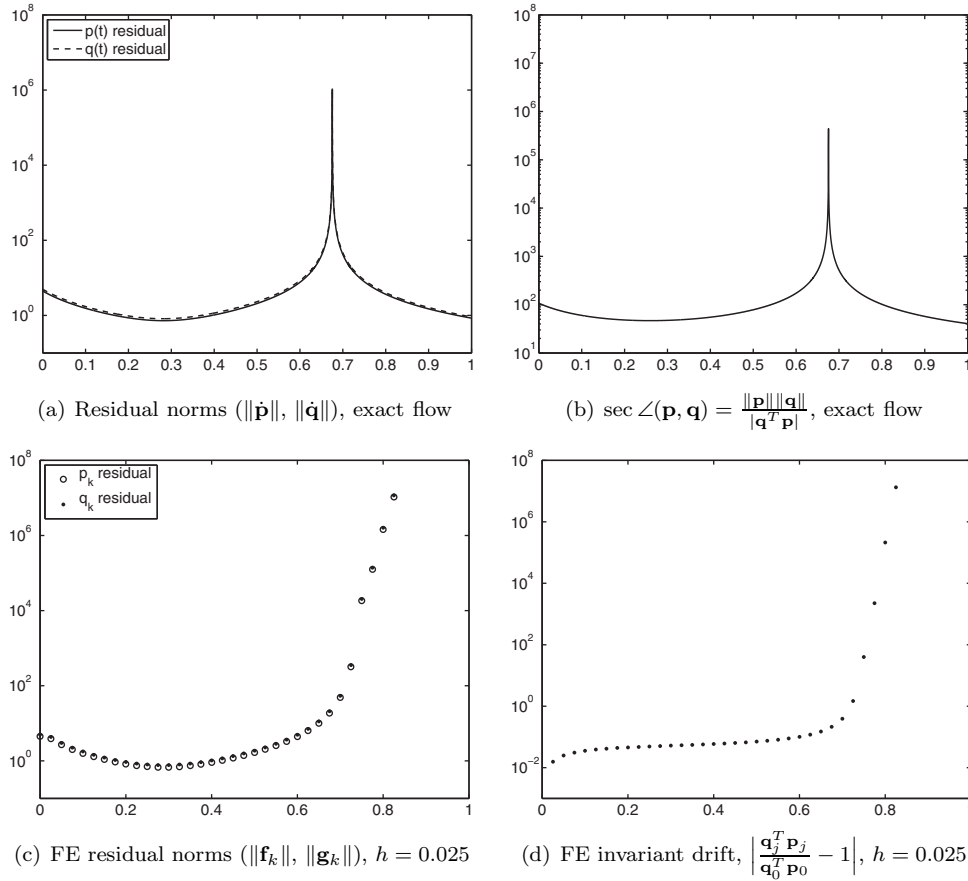 p(t) residual
q(t) residual
10^6
10^4
10^2
10^0
0 0.1 0.2 0.3 0.4 0.5 0.6 0.7 0.8 0.9 1
(a) Residual norms (‖ṗ‖, ‖q̇‖), exact flow
10^8
10^7
10^6
10^5
10^4
10^3
10^2
10^1
0 0.1 0.2 0.3 0.4 0.5 0.6 0.7 0.8 0.9 1
(b) sec ∠(p, q) = ‖p‖‖q‖ / |q^T p|, exact flow
p_k residual
q_k residual
10^8
10^6
10^4
10^2
10^0
0 0.2 0.4 0.6 0.8 1
(c) FE residual norms (‖f_k‖, ‖g_k‖), h = 0.025
10^8
10^6
10^4
10^2
10^0
10^−2
0 0.2 0.4 0.6 0.8 1
(d) FE invariant drift, |q_j^T p_j / q_0^T p_0 − 1|, h = 0.025